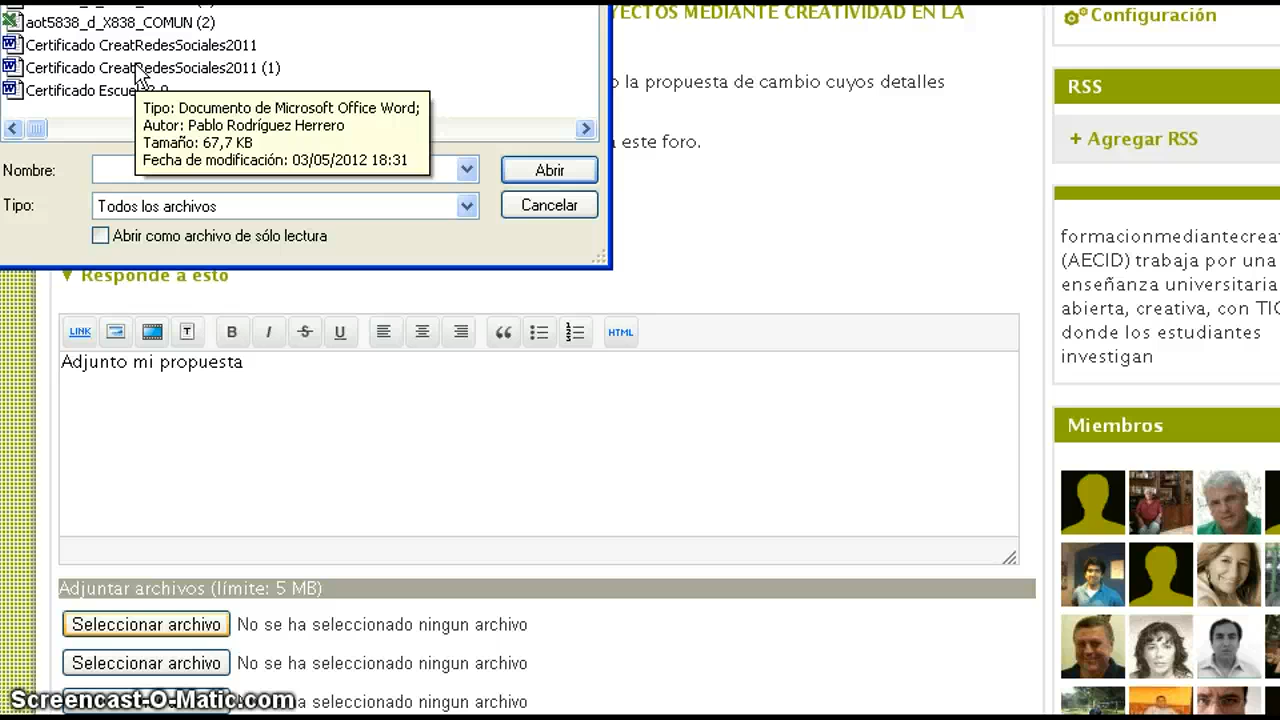 aot5838_d_X838_COMUN (2)
Certificado CreatRedesSociales2011
Certificado CreatRedesSociales2011 (1)
Certificado
Tipo: Documento de Microsoft Office Word;
Autor: Pablo Rodríguez Herrero
Tamaño: 67,7 KB
Fecha de modificación: 03/05/2012 18:31
Nombre:
Abrir
Tipo:
Todos los archivos
Cancelar
Abrir como archivo de sólo lectura
YECTOS MEDIANTE CREATIVIDAD EN LA
o la propuesta de cambio cuyos detalles
a este foro.
Responde a esto
LINK
T
B
I
S
U
HTML
Adjunto mi propuesta
Adjuntar archivos (límite: 5 MB)
Seleccionar archivo No se ha seleccionado ningun archivo
Seleccionar archivo No se ha seleccionado ningun archivo
No se ha seleccionado ningun archivo
Configuración
RSS
+ Agregar RSS
formacionmediantecreat
(AECID) trabaja por una
enseñanza universitaria
abierta, creativa, con TIC
donde los estudiantes
investigan
Miembros
Screencast-O-Matic.com